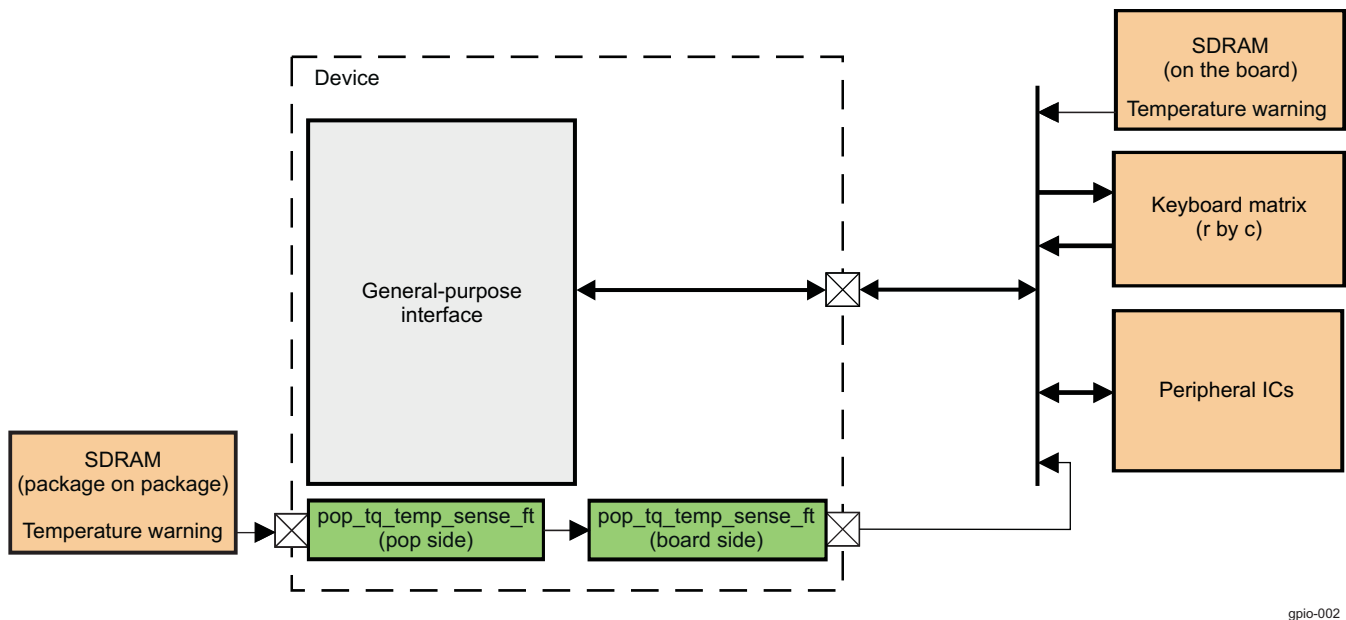 SDRAM
(on the board)
Temperature warning
Device
Keyboard matrix
(r by c)
General-purpose
interface
Peripheral ICs
SDRAM
(package on package)
Temperature warning
pop_tq_temp_sense_ft
(pop side)
pop_tq_temp_sense_ft
(board side)
gpio-002